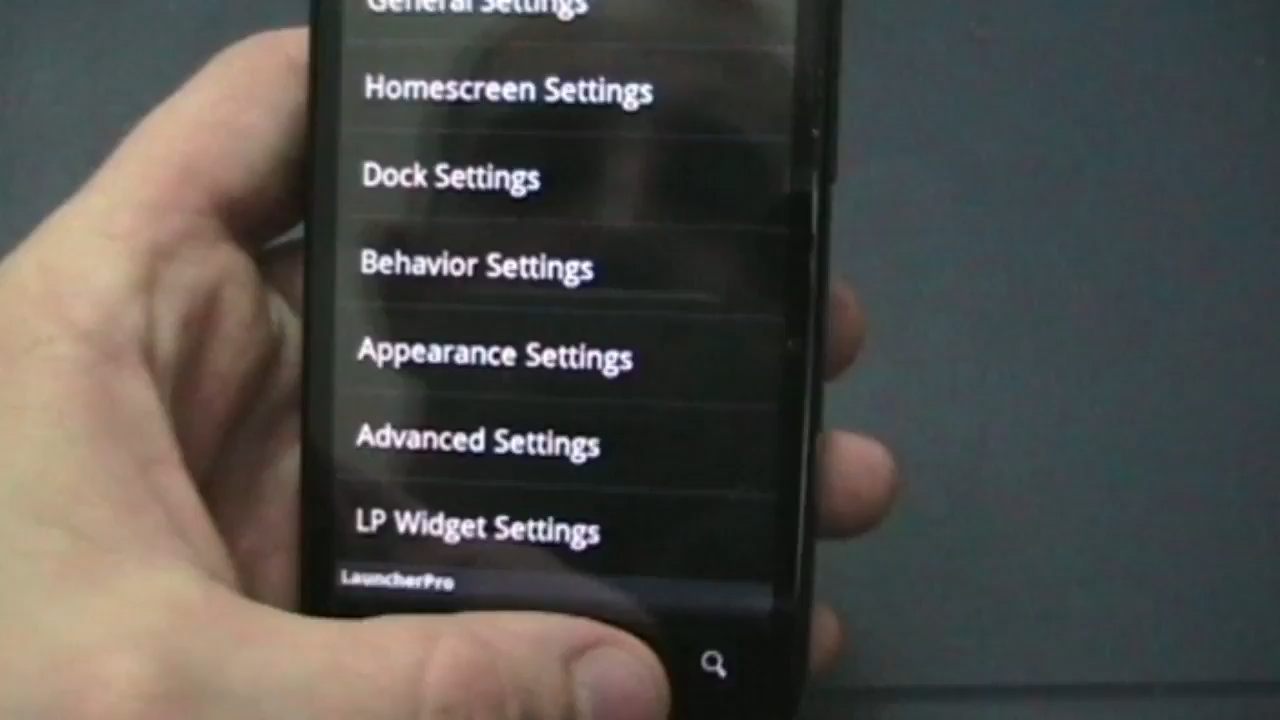 General Settings
Homescreen Settings
Dock Settings
Behavior Settings
Appearance Settings
Advanced Settings
LP Widget Settings
LauncherPro